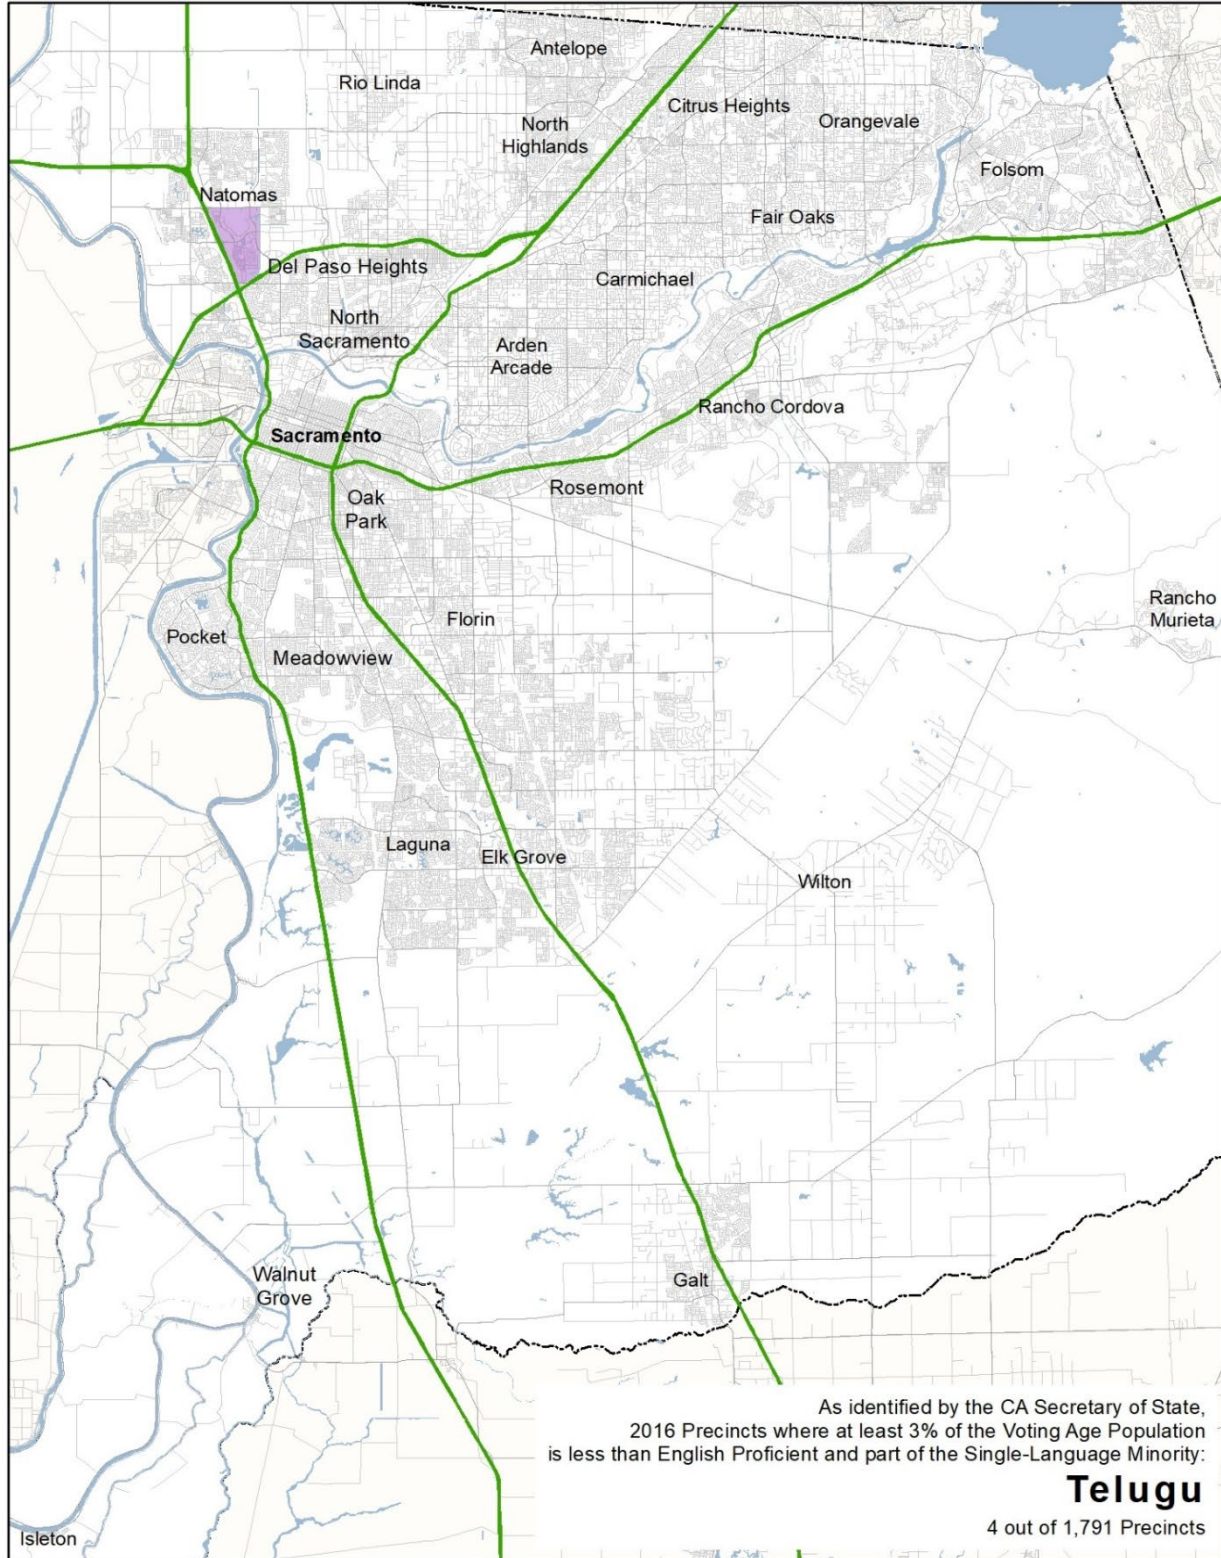 Antelope
Rio Linda
Citrus Heights
Orangevale
North
Highlands
Folsom
Natomas
Fair Oaks
Del Paso Heights
Carmichael
North
Sacramento
Arden
Arcade
Rancho Cordova
Sacramento
Rosemont
Oak
Park
Rancho
Murieta
Florin
Pocket
Meadowview
Laguna
Elk Grove
Wilton
Walnut
Grove
Galt
As identified by the CA Secretary of State,
2016 Precincts where at least 3% of the Voting Age Population
is less than English Proficient and part of the Single-Language Minority:
Telugu
4 out of 1,791 Precincts
Isleton